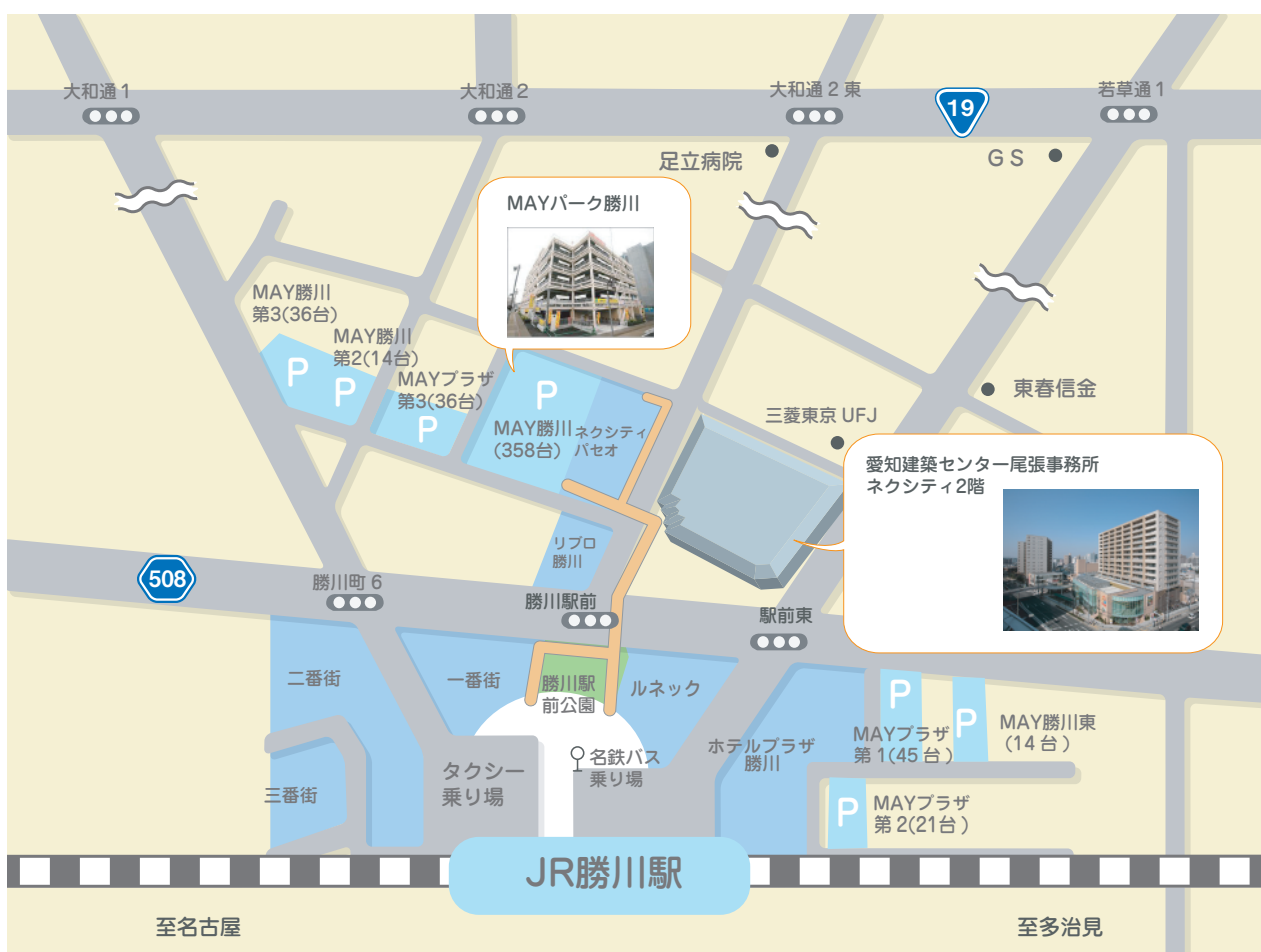 大和通1
大和通2
大和通2東
若草通1
19
足立病院
GS
MAYパーク勝川
MAY勝川
第3(36台)
MAY勝川
第2(14台)
MAYプラザ
第3(36台)
P
P
P
P
MAY勝川
(358台)
ネクシティ
パセオ
東春信金
三菱東京UFJ
愛知建築センター尾張事務所
ネクシティ2階
リブロ
勝川
508
勝川町6
勝川駅前
駅前東
二番街
一番街
勝川駅
前公園
ルネック
ホテルプラザ
勝川
P
P
MAYプラザ
第1(45台)
MAY勝川東
(14台)
三番街
タクシー
乗り場
名鉄バス
乗り場
P
MAYプラザ
第2(21台)
JR勝川駅
至名古屋
至多治見